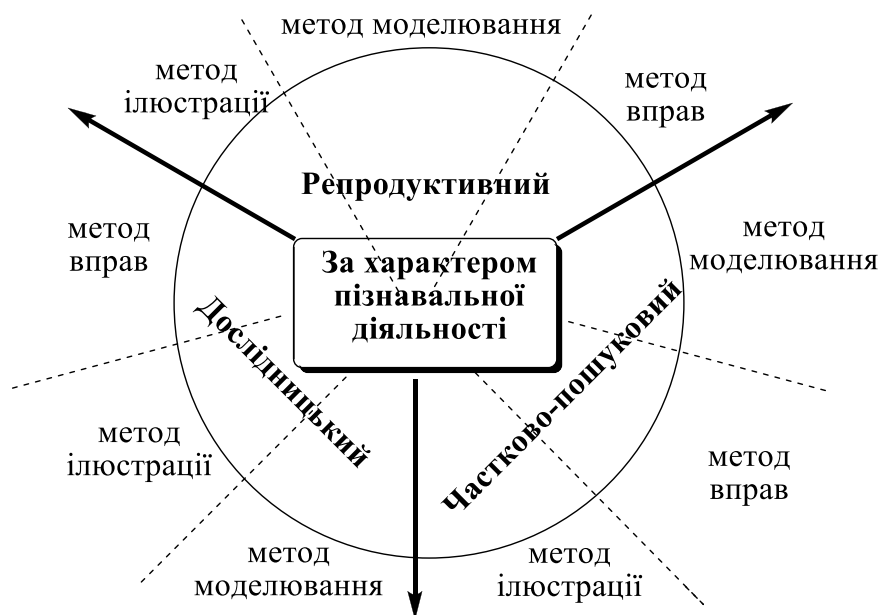 метод моделювання
метод
ілюстрації
метод
вправ
Репродуктивний
метод
вправ
метод
моделювання
За характером
пізнавальної
діяльності
Дослідницький
Частково-пошуковий
метод
ілюстрації
метод
вправ
метод
моделювання
метод
ілюстрації